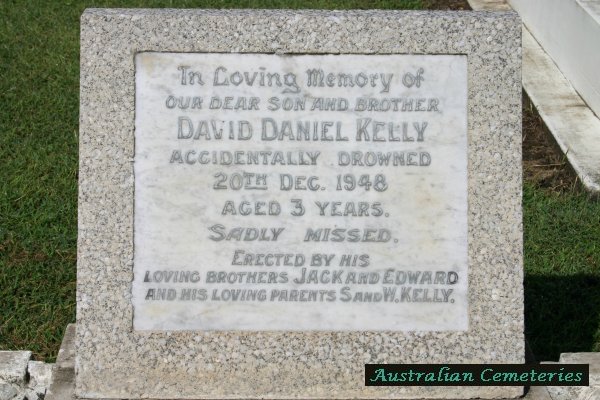 In Loving Memory of
OUR DEAR SON AND BROTHER
DAVID DANIEL KELLY
ACCIDENTALLY DROWNED
20TH DEC. 1948
AGED 3 YEARS.
SADLY MISSED.
ERECTED BY HIS
LOVING BROTHERS JACK AND EDWARD
AND HIS LOVING PARENTS S AND W. KELLY.
Australian Cemeteries